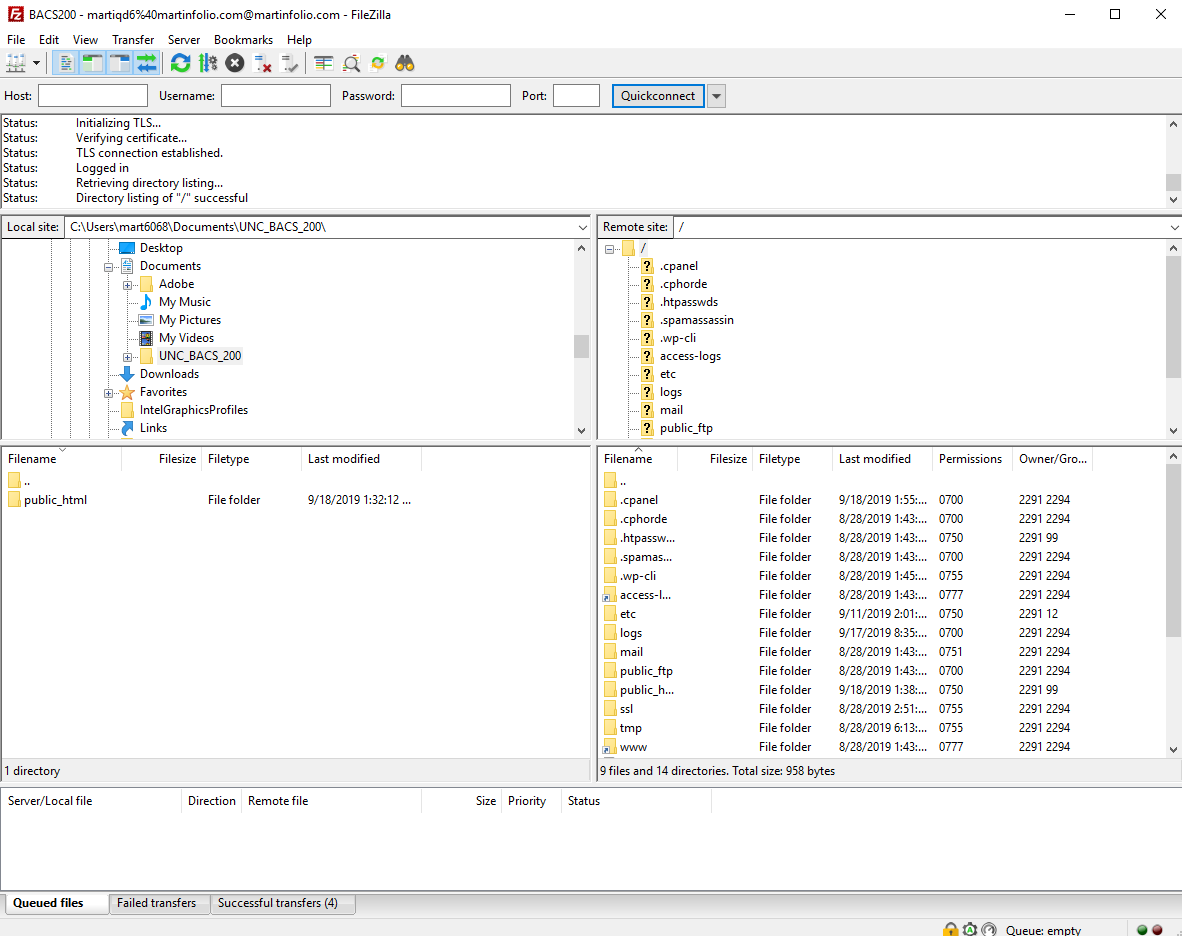 BACS200 - martiqd6%40martinfolio.com@martinfolio.com - FileZilla
File Edit View Transfer Server Bookmarks Help
Host: Username: Password: Port: Quickconnect
Status: Initializing TLS...
Status: Verifying certificate...
Status: TLS connection established.
Status: Logged in
Status: Retrieving directory listing...
Status: Directory listing of "/" successful
Local site: C:\Users\mart6068\Documents\UNC_BACS_200\
Desktop
Documents
Adobe
My Music
My Pictures
My Videos
UNC_BACS_200
Downloads
Favorites
IntelGraphicsProfiles
Links
Remote site: /
/
? .cpanel
? .cphorde
? .htpasswds
? .spamassassin
? .wp-cli
? access-logs
? etc
? logs
? mail
? public_ftp
Filename Filesize Filetype Last modified
..
public_html File folder 9/18/2019 1:32:12 ...
1 directory
Filename Filesize Filetype Last modified Permissions Owner/Gro...
..
.cpanel File folder 9/18/2019 1:55:... 0700 2291 2294
.cphorde File folder 8/28/2019 1:43:... 0700 2291 2294
.htpassw... File folder 8/28/2019 1:43:... 0750 2291 99
.spamas... File folder 8/28/2019 1:43:... 0700 2291 2294
.wp-cli File folder 8/28/2019 1:45:... 0755 2291 2294
access-l... File folder 8/28/2019 1:43:... 0777 2291 2294
etc File folder 9/11/2019 2:01:... 0750 2291 12
logs File folder 9/17/2019 8:35:... 0700 2291 2294
mail File folder 8/28/2019 1:43:... 0751 2291 2294
public_ftp File folder 8/28/2019 1:43:... 0700 2291 2294
public_h... File folder 9/18/2019 1:38:... 0750 2291 99
ssl File folder 8/28/2019 2:51:... 0755 2291 2294
tmp File folder 8/28/2019 6:13:... 0755 2291 2294
www File folder 8/28/2019 1:43:... 0777 2291 2294
9 files and 14 directories. Total size: 958 bytes
Server/Local file Direction Remote file Size Priority Status
Queued files Failed transfers Successful transfers (4)
Queue: empty